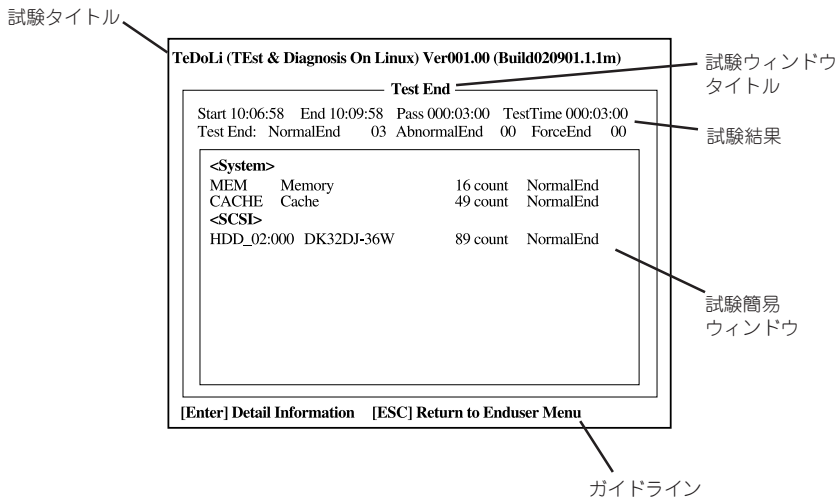 試験タイトル
TeDoLi (TEst & Diagnosis On Linux) Ver001.00 (Build020901.1.1m)
試験ウィンドウ
タイトル
Test End
Start 10:06:58 End 10:09:58 Pass 000:03:00 TestTime 000:03:00
Test End: NormalEnd 03 AbnormalEnd 00 ForceEnd 00
試験結果
<System>
MEM Memory 16 count NormalEnd
CACHE Cache 49 count NormalEnd
<SCSI>
HDD_02:000 DK32DJ-36W 89 count NormalEnd
試験簡易
ウィンドウ
[Enter] Detail Information [ESC] Return to Enduser Menu
ガイドライン